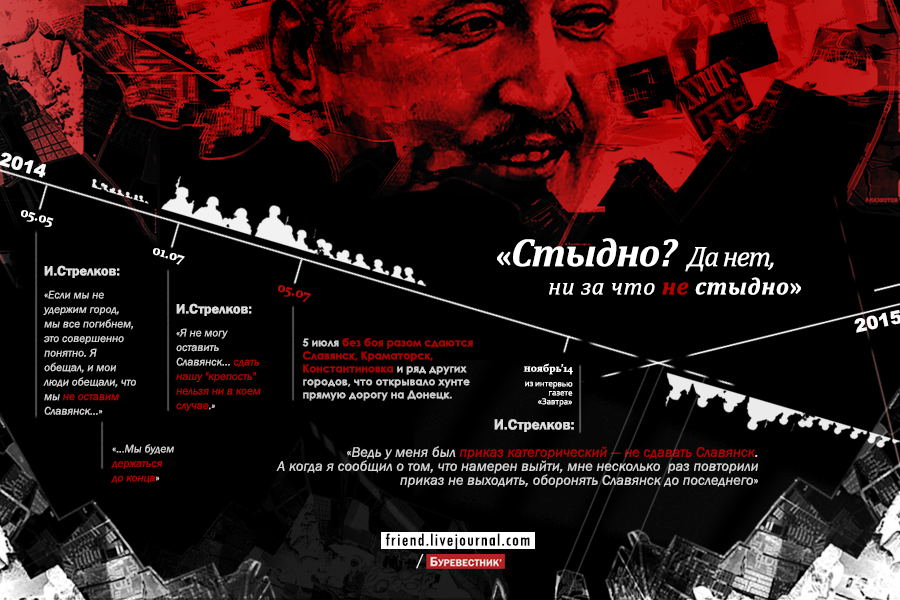 2014
05.05
И.Стрелков:
«Если мы не
удержим город,
мы все погибнем,
это совершенно
понятно. Я
обещал, и мои
люди обещали, что
мы не оставим
Славянск...»
«...Мы будем
держаться
до конца»
01.07
И.Стрелков:
«Я не могу
оставить
Славянск... сдать
нашу "крепость"
нельзя ни в коем
случае.»
05.07
5 июля без боя разом сдаются
Славянск, Краматорск,
Константиновка и ряд других
городов, что открывало хунте
прямую дорогу на Донецк.
«Стыдно? Да нет,
ни за что не стыдно»
2015
ноябрь'14
из интервью
газете
«Завтра»
И.Стрелков:
«Ведь у меня был приказ категорический — не сдавать Славянск.
А когда я сообщил о том, что намерен выйти, мне несколько раз повторили
приказ не выходить, оборонять Славянск до последнего»
friend.livejournal.com
/ БУРЕВЕСТНИК'